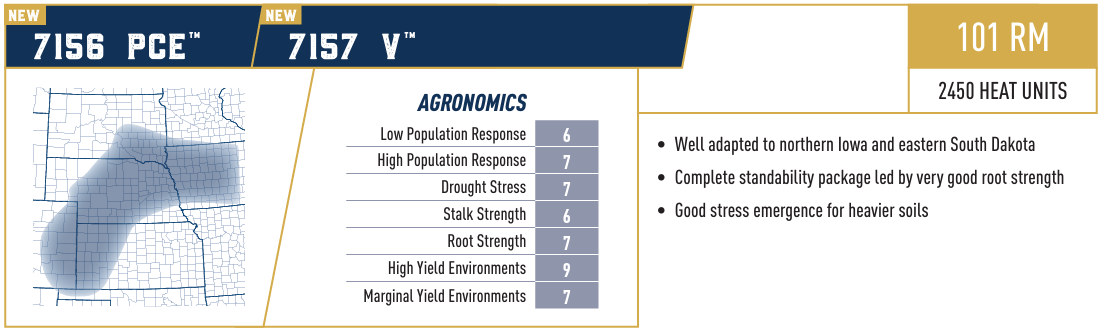 NEW
7156 PCE™
NEW
7157 V™
101 RM
2450 HEAT UNITS
AGRONOMICS
Low Population Response 6
High Population Response 7
Drought Stress 7
Stalk Strength 6
Root Strength 7
High Yield Environments 9
Marginal Yield Environments 7
• Well adapted to northern Iowa and eastern South Dakota
• Complete standability package led by very good root strength
• Good stress emergence for heavier soils